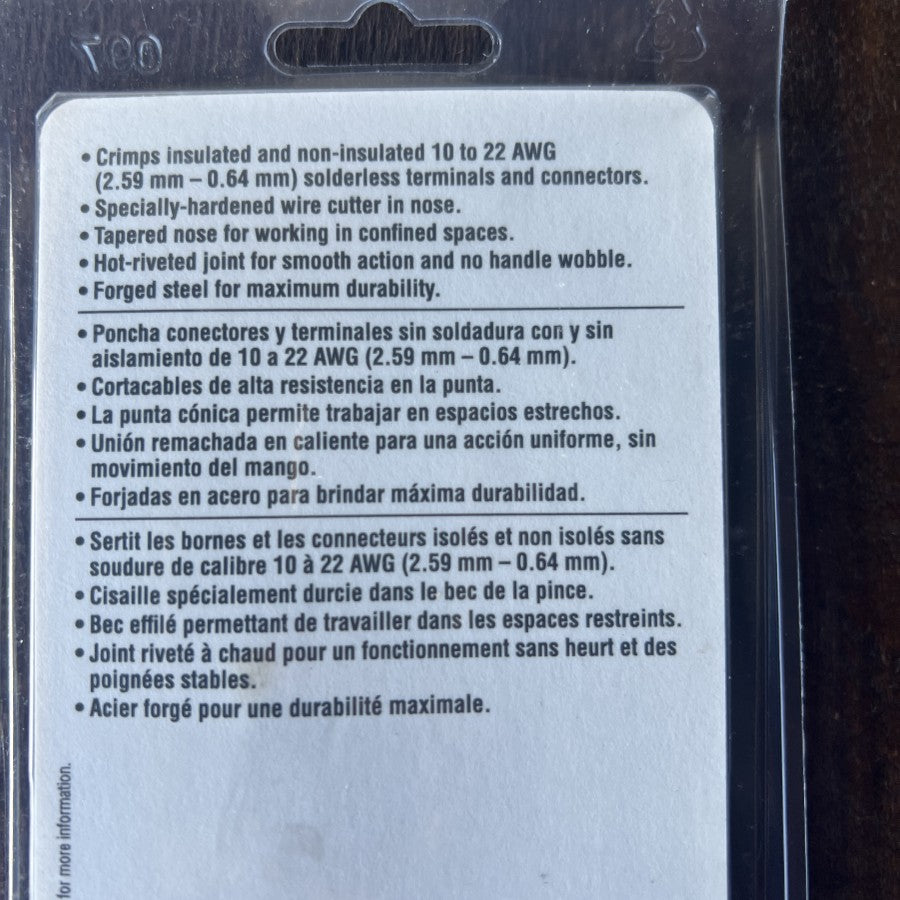 790
• Crimps insulated and non-insulated 10 to 22 AWG
(2.59 mm – 0.64 mm) solderless terminals and connectors.
• Specially-hardened wire cutter in nose.
• Tapered nose for working in confined spaces.
• Hot-riveted joint for smooth action and no handle wobble.
• Forged steel for maximum durability.
• Poncha conectores y terminales sin soldadura con y sin
aislamiento de 10 a 22 AWG (2.59 mm – 0.64 mm).
• Cortacables de alta resistencia en la punta.
• La punta cónica permite trabajar en espacios estrechos.
• Unión remachada en caliente para una acción uniforme, sin
movimiento del mango.
• Forjadas en acero para brindar máxima durabilidad.
• Sertit les bornes et les connecteurs isolés et non isolés sans
soudure de calibre 10 à 22 AWG (2.59 mm – 0.64 mm).
• Cisaille spécialement durcie dans le bec de la pince.
• Bec effilé permettant de travailler dans les espaces restreints.
• Joint riveté à chaud pour un fonctionnement sans heurt et des
poignées stables.
• Acier forgé pour une durabilité maximale.
for more information.